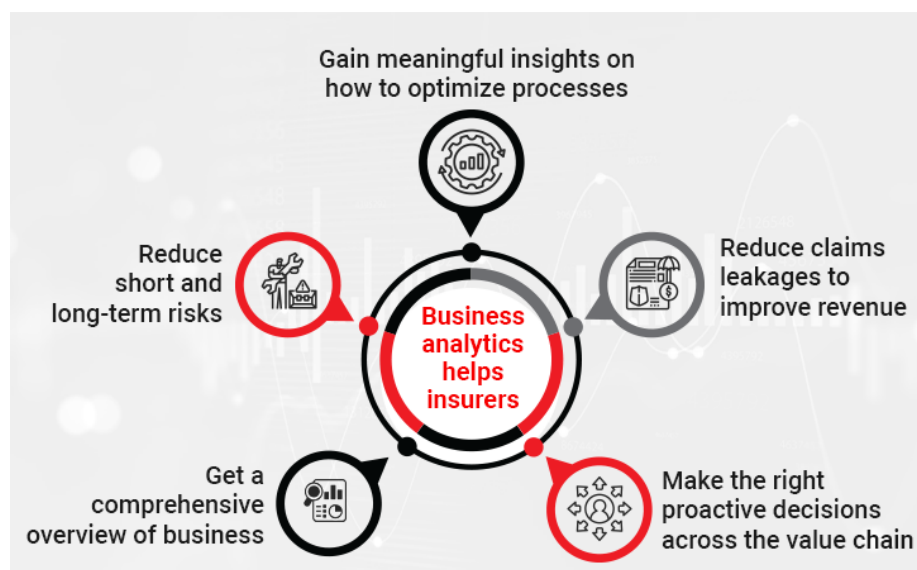 Gain meaningful insights on
how to optimize processes
Reduce claims
leakages to
improve revenue
Make the right
proactive decisions
across the value chain
Get a
comprehensive
overview of business
Reduce
short and
long-term risks
Business
analytics
helps
insurers